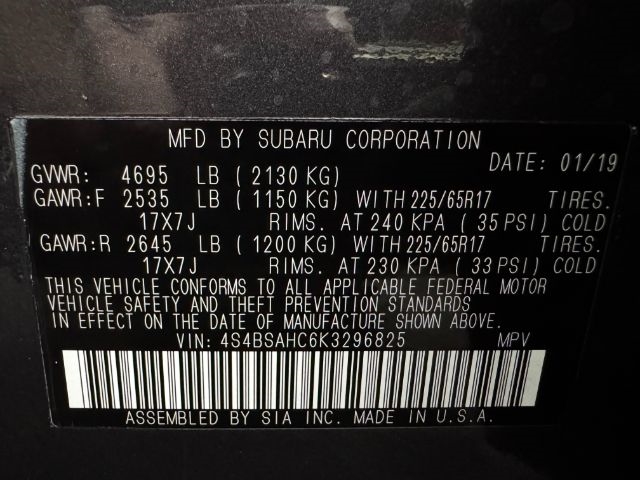 MFD BY SUBARU CORPORATION
DATE: 01/19
GVWR: 4695 LB ( 2130 KG)
GAWR:F 2535 LB ( 1150 KG) WITH 225/65R17 TIRES.
17X7J RIMS. AT 240 KPA ( 35 PSI) COLD
GAWR:R 2645 LB ( 1200 KG) WITH 225/65R17 TIRES.
17X7J RIMS. AT 230 KPA ( 33 PSI) COLD
THIS VEHICLE CONFORMS TO ALL APPLICABLE FEDERAL MOTOR
VEHICLE SAFETY AND THEFT PREVENTION STANDARDS
IN EFFECT ON THE DATE OF MANUFACTURE SHOWN ABOVE.
VIN: 4S4BSAHC6K3296825 MPV
ASSEMBLED BY SIA INC. MADE IN U.S.A.